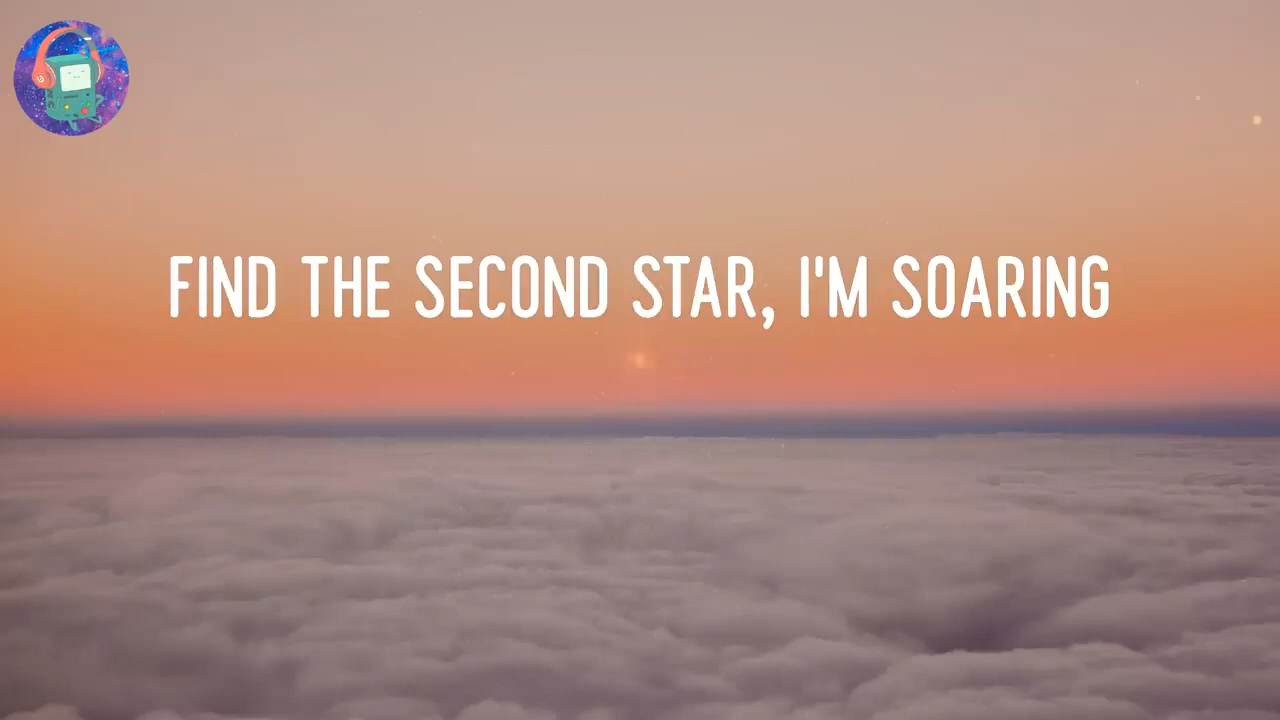 FIND THE SECOND STAR, I'M SOARING